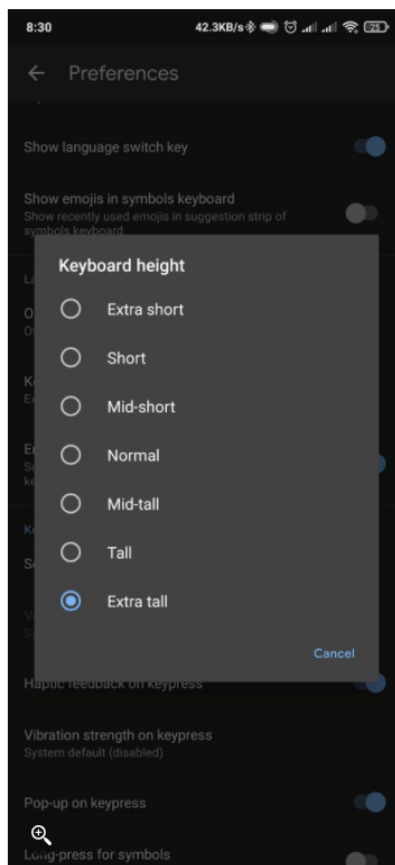 8:30 42.3KB/s 25
Preferences
Show language switch key
Show emojis in symbols keyboard
Show recently used emojis in suggestion strip of
symbols keyboard
Keyboard height
Extra short
Short
Mid-short
Normal
Mid-tall
Tall
Extra tall
Cancel
Haptic feedback on keypress
Vibration strength on keypress
System default (disabled)
Pop-up on keypress
Long-press for symbols